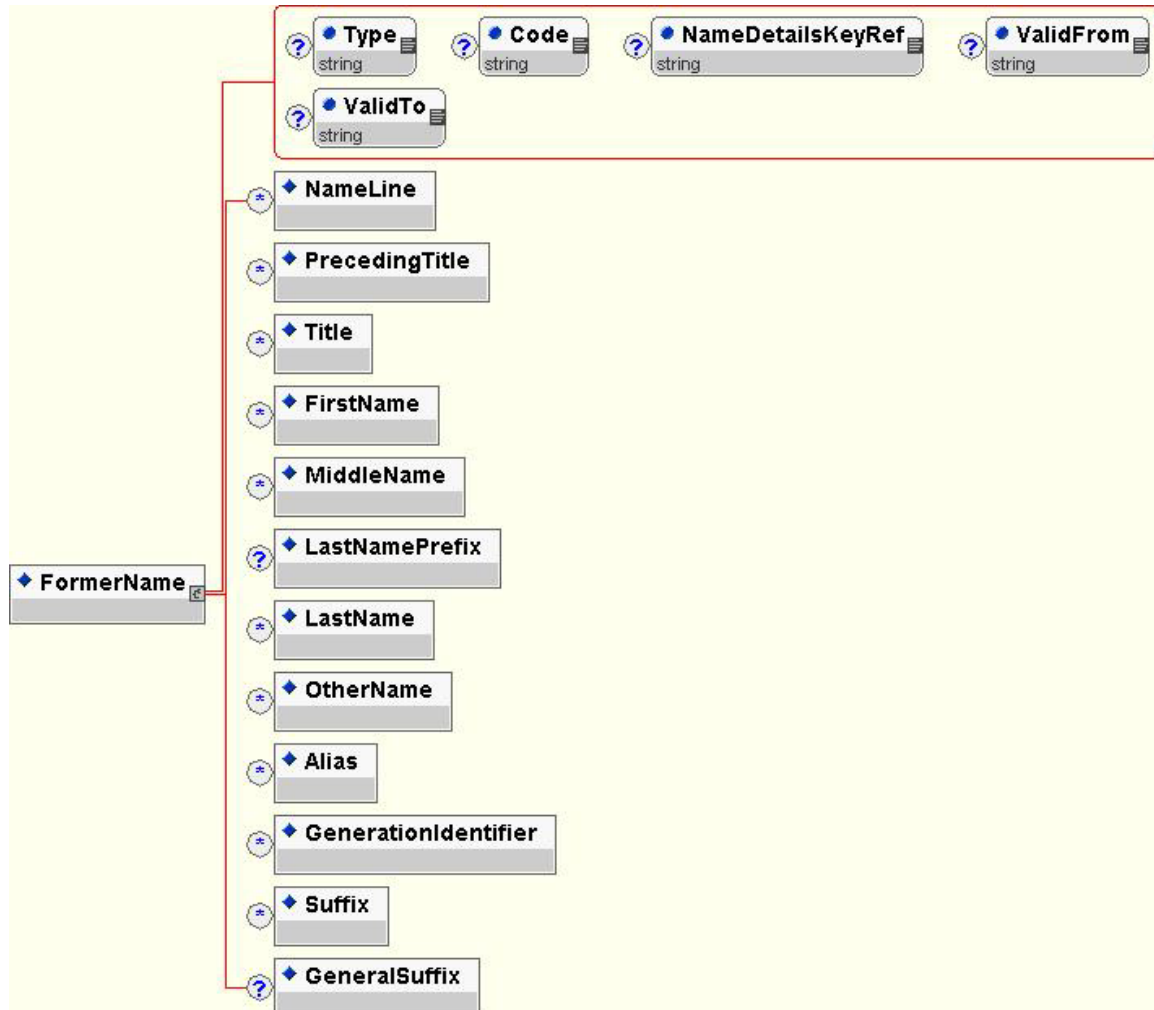 ? Type ? Code ? NameDetailsKeyRef ? ValidFrom
string string string string
? ValidTo
string
* NameLine
* PrecedingTitle
* Title
* FirstName
* MiddleName
? LastNamePrefix
FormerName
* LastName
* OtherName
* Alias
* GenerationIdentifier
* Suffix
? GeneralSuffix